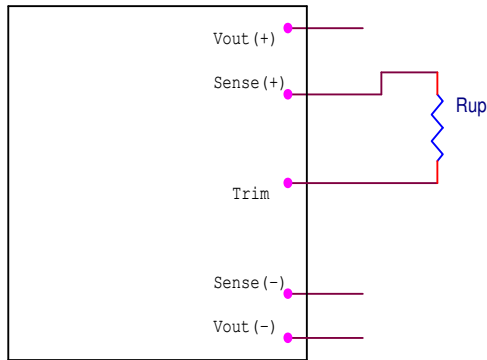 Vout(+)
Sense(+)
Rup
Trim
Sense(-)
Vout(-)